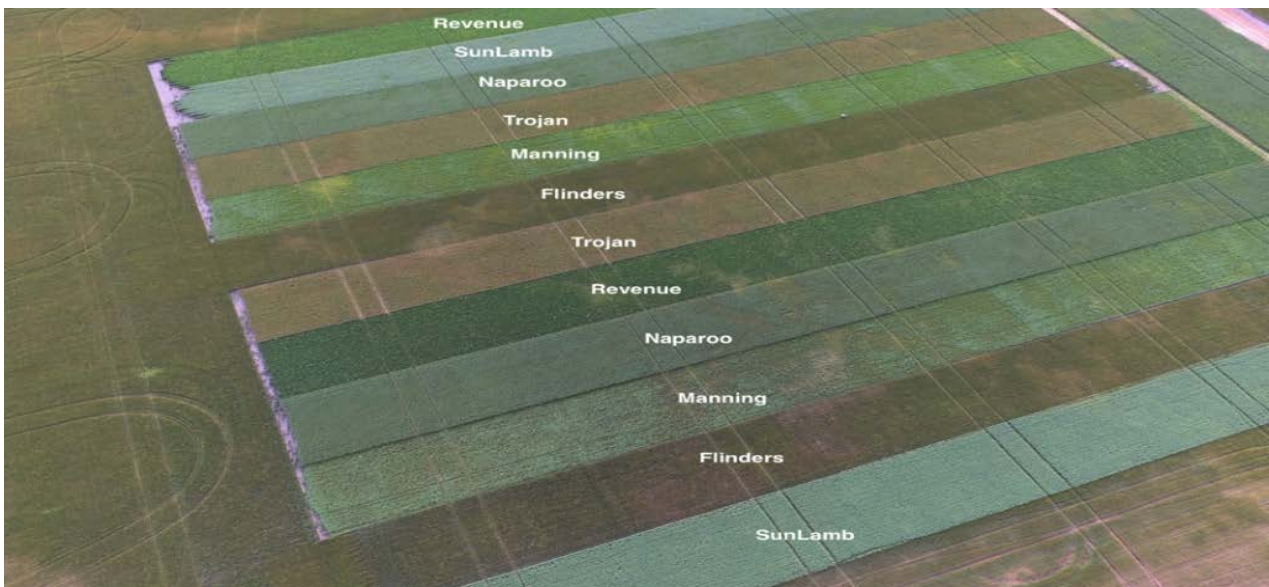 Revenue
SunLamb
Naparoo
Trojan
Manning
Flinders
Trojan
Revenue
Naparoo
Manning
Flinders
SunLamb